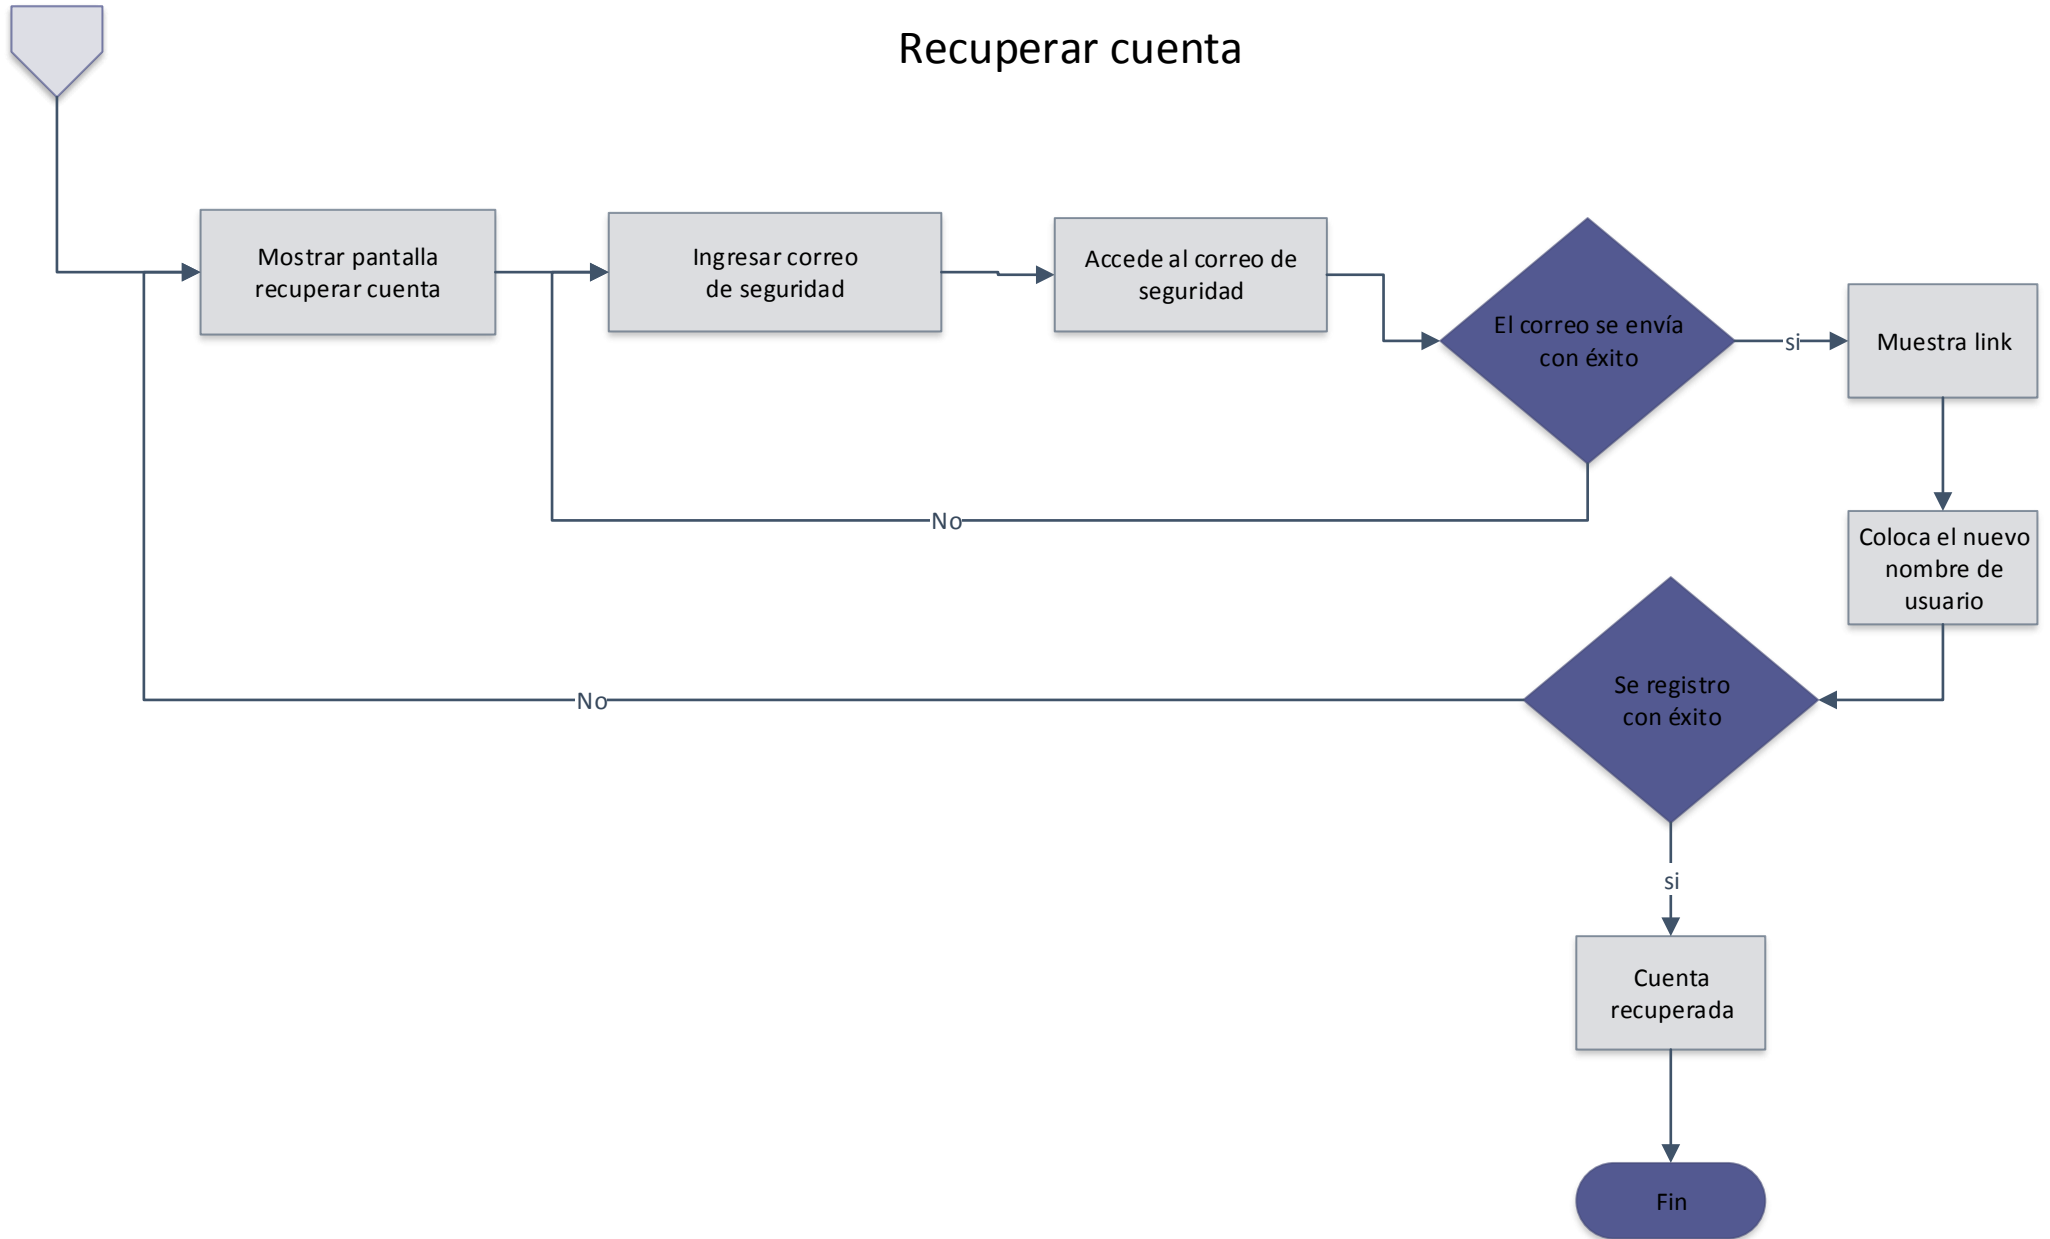 Recuperar cuenta
Mostrar pantalla
recuperar cuenta
Ingresar correo
de seguridad
Accede al correo de
seguridad
El correo se envía
con éxito
si
Muestra link
No
Coloca el nuevo
nombre de
usuario
Se registro
con éxito
No
si
Cuenta
recuperada
Fin